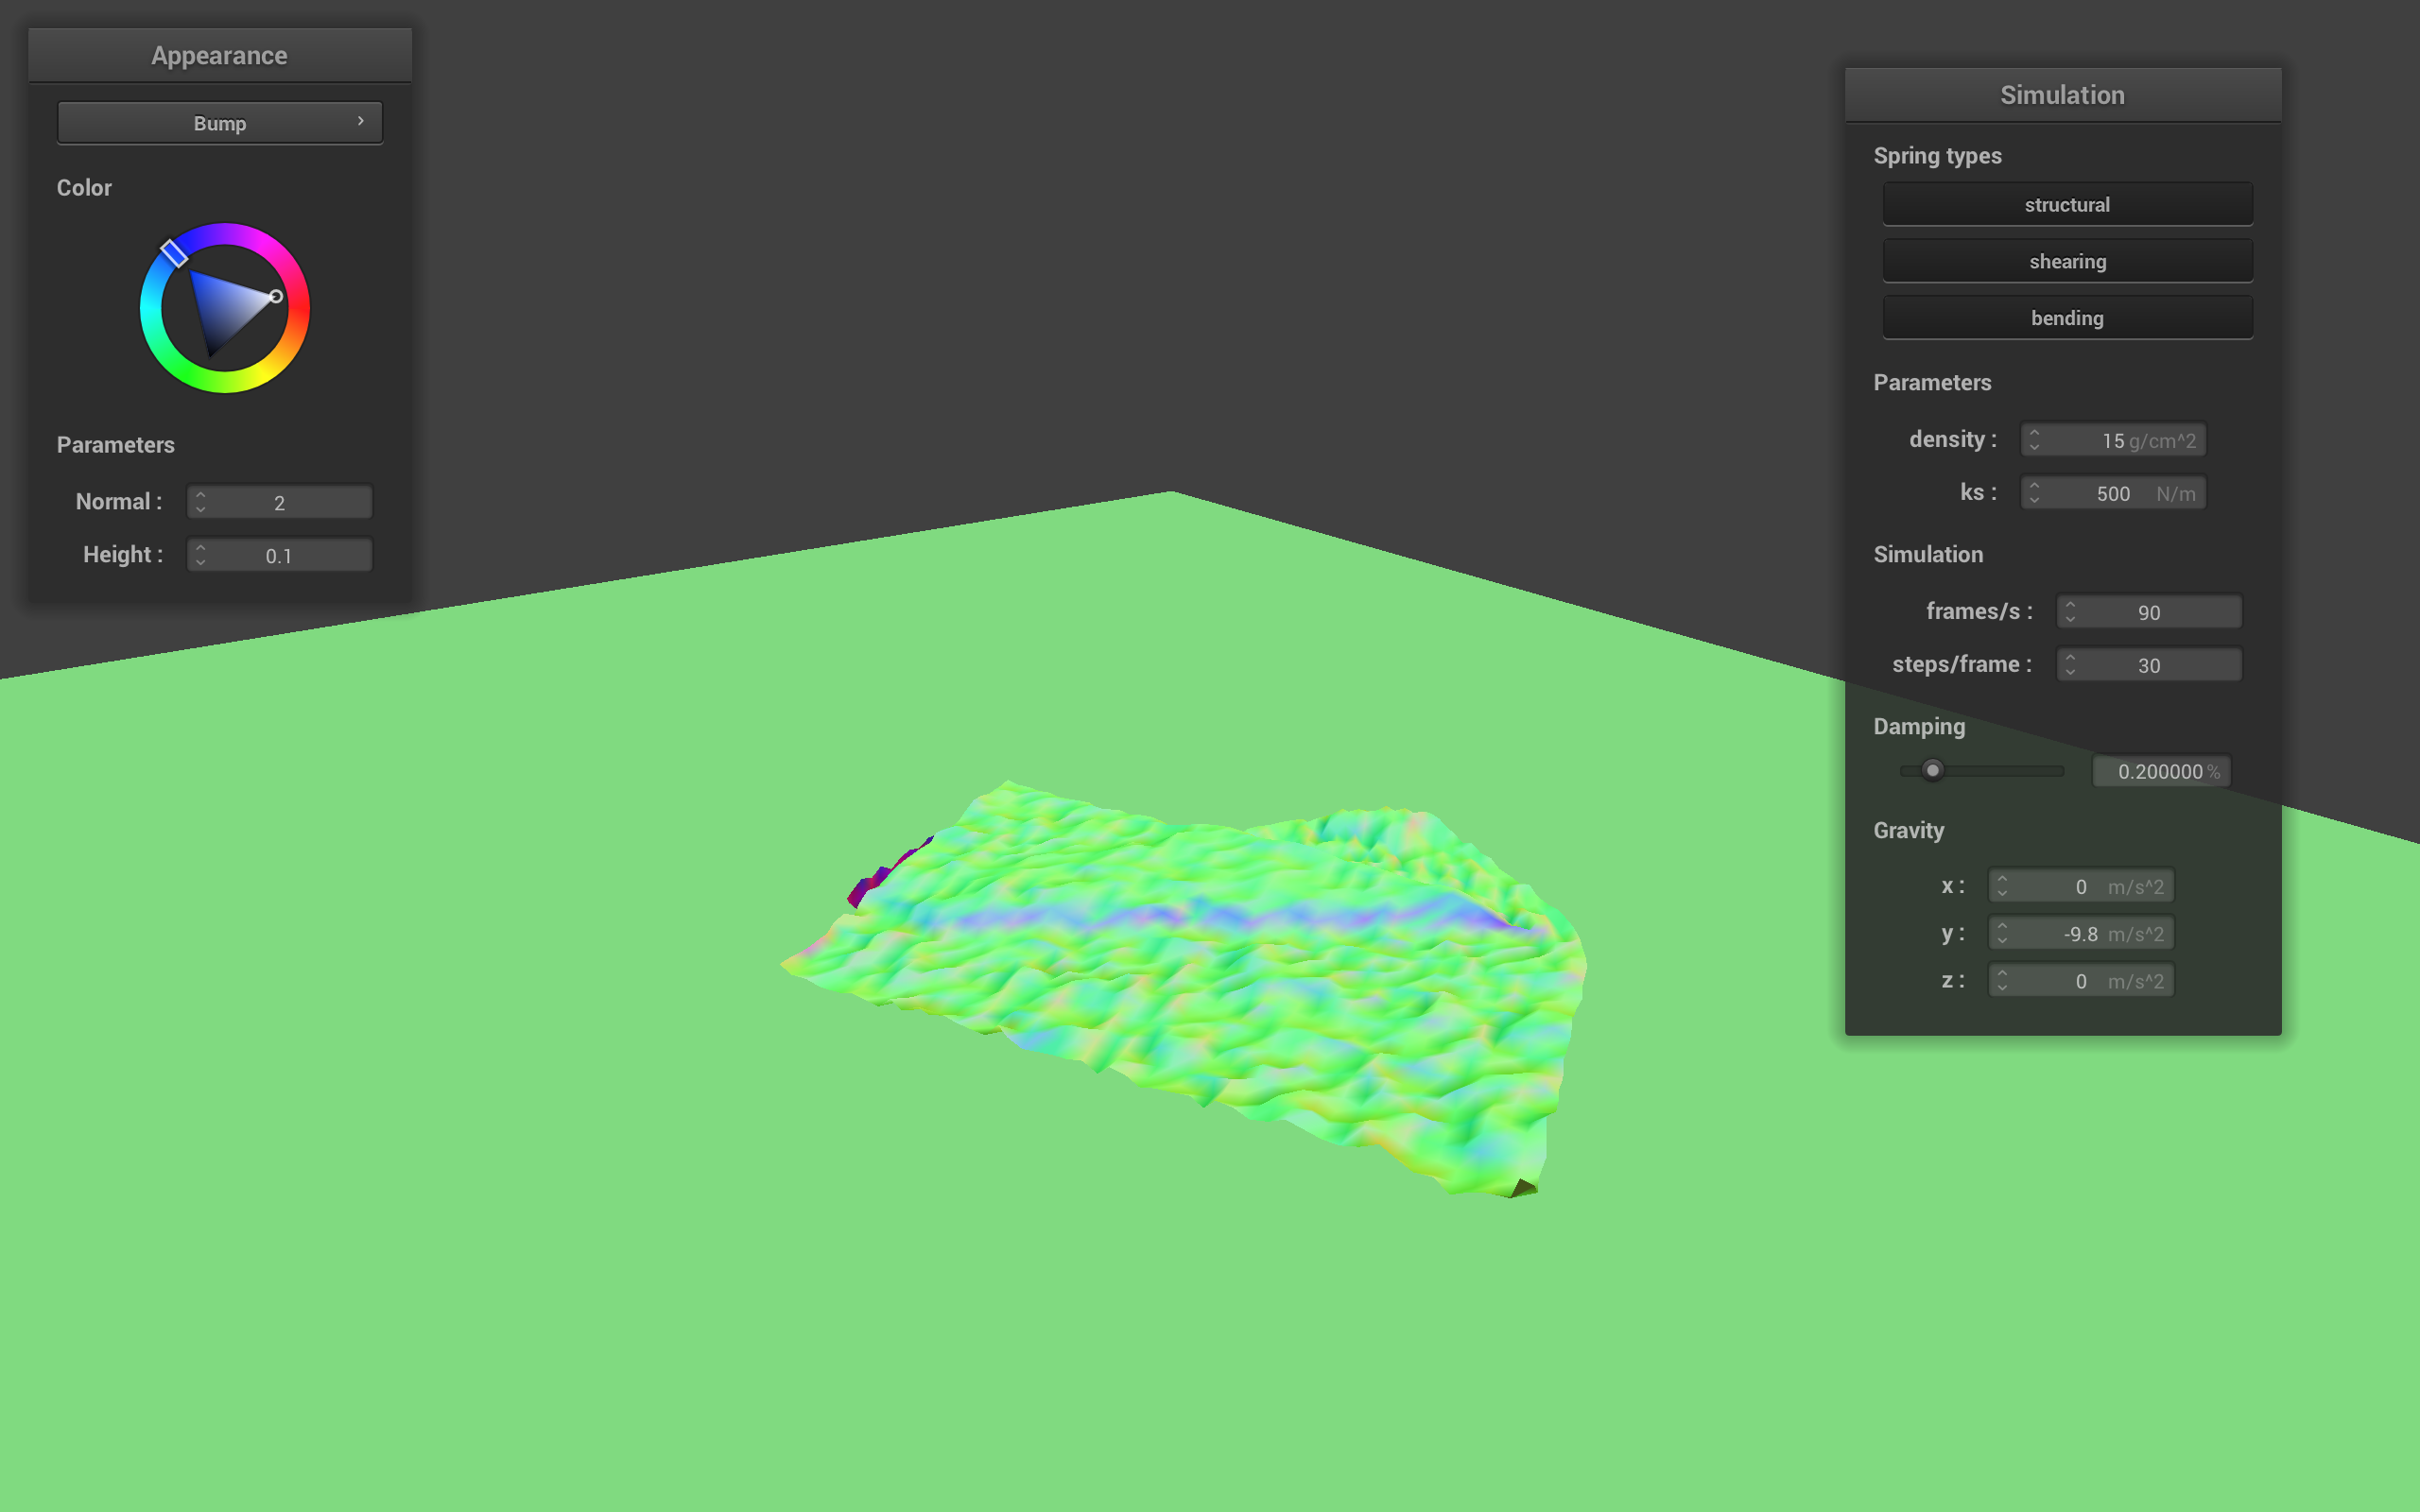 Appearance
Bump
Color
Parameters
Normal : 2
Height : 0.1
Simulation
Spring types
structural
shearing
bending
Parameters
density : 15 g/cm^2
ks : 500 N/m
Simulation
frames/s : 90
steps/frame : 30
Damping
0.200000 %
Gravity
x : 0 m/s^2
y : -9.8 m/s^2
z : 0 m/s^2